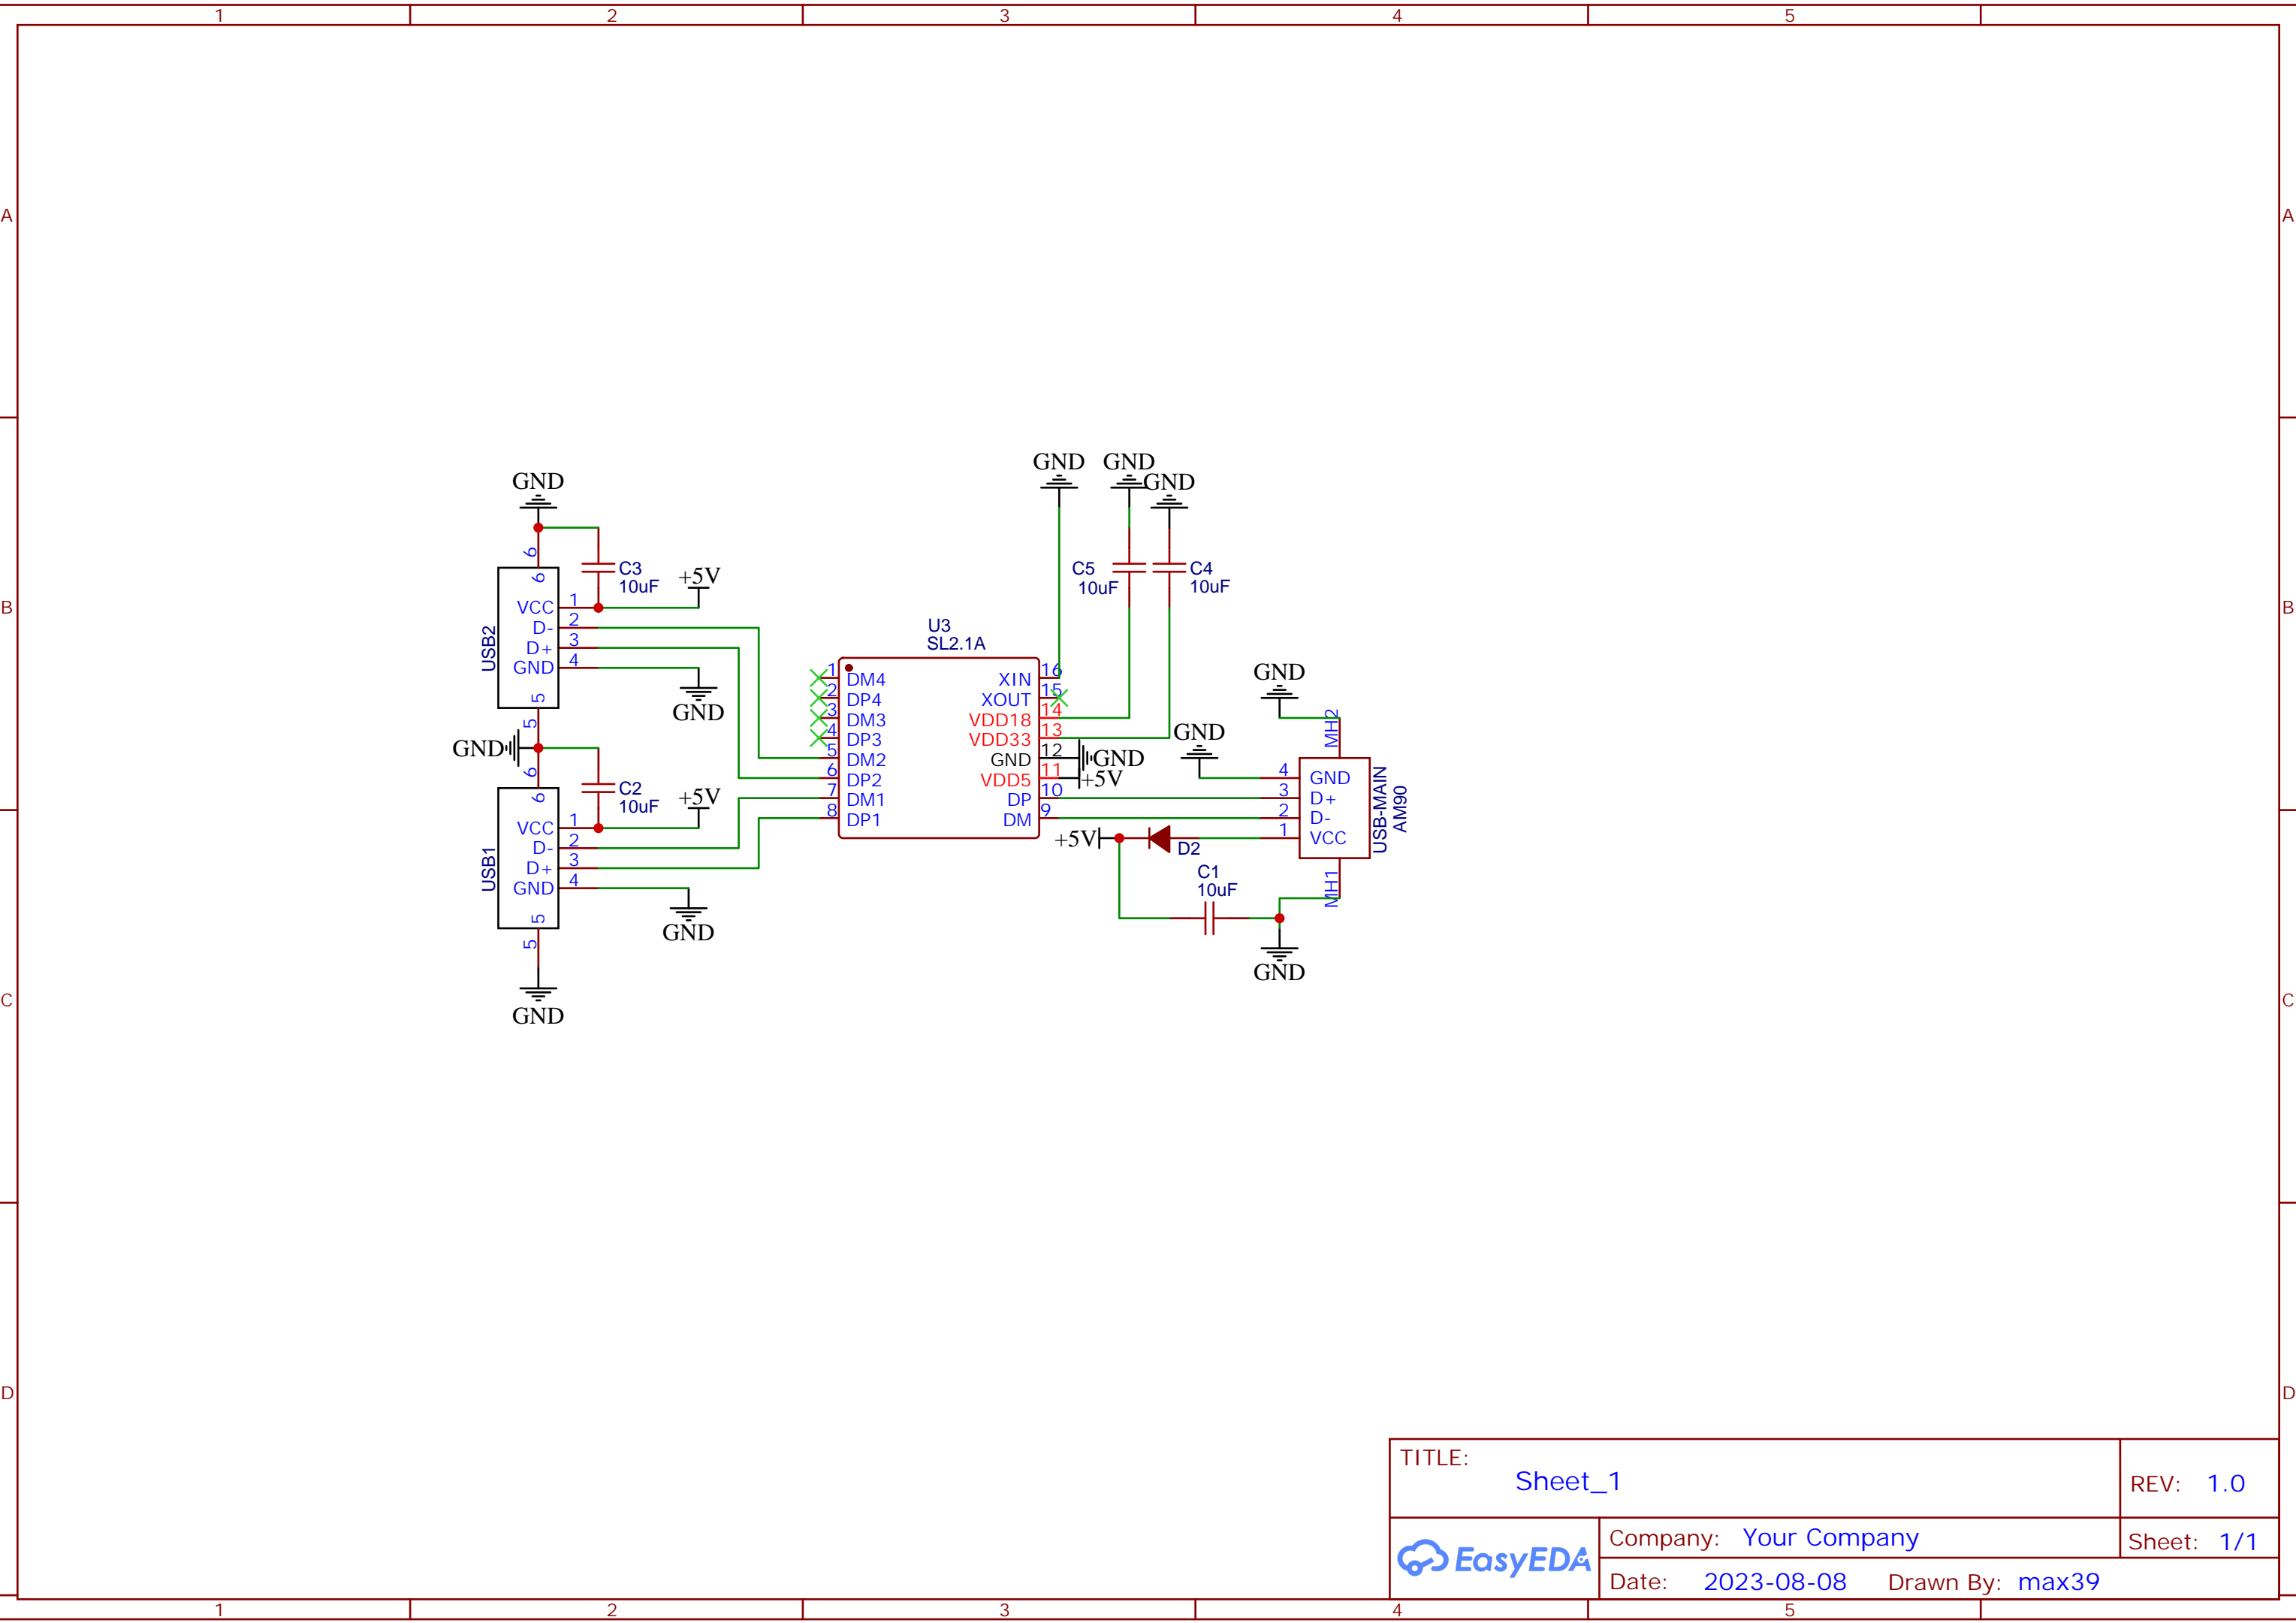 1 2 3 4 5
A A
B B
C C
D D
GND
6
6
C3
10uF
+5V
VCC 1
D- 2
D+ 3
GND 4
USB2
5
5
GND
GND
6
6
C2
10uF
+5V
VCC 1
D- 2
D+ 3
GND 4
USB1
5
5
GND
GND
U3
SL2.1A
1 DM4 XIN 16
2 DP4 XOUT 15
3 DM3 VDD18 14
4 DP3 VDD33 13
5 DM2 GND 12 GND
6 DP2 VDD5 11 +5V
7 DM1 DP 10
8 DP1 DM 9
GND GND GND
C5
10uF
C4
10uF
GND
MH2
GND
4 GND
3 D+
2 D-
1 VCC
USB-MAIN
AM90
+5V
D2
C1
10uF
MH1
GND
TITLE:
Sheet_1
REV: 1.0
EasyEDA
Company: Your Company
Sheet: 1/1
Date: 2023-08-08 Drawn By: max39
1 2 3 4 5